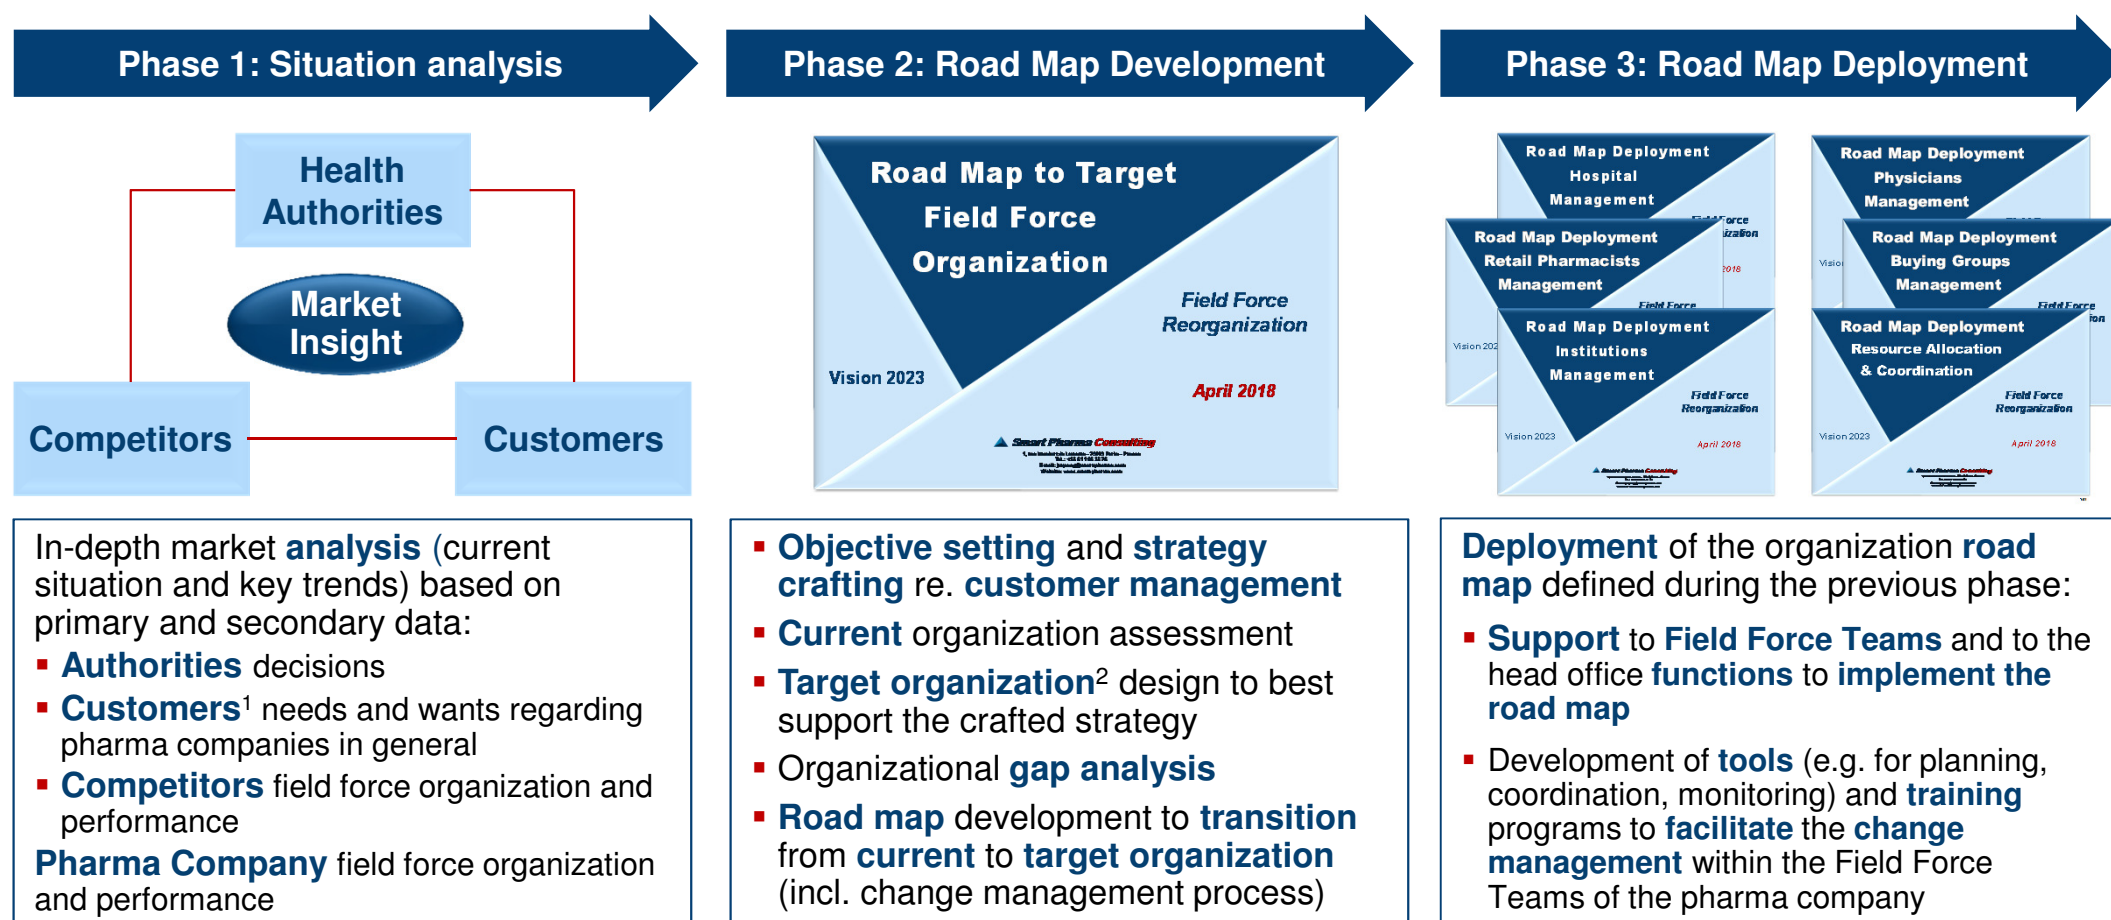 Phase 1: Situation analysis
Health
Authorities
Market
Insight
Competitors
Customers
In-depth market analysis (current
situation and key trends) based on
primary and secondary data:
▪ Authorities decisions
▪ Customers¹ needs and wants regarding
pharma companies in general
▪ Competitors field force organization and
performance
Pharma Company field force organization
and performance
Phase 2: Road Map Development
Road Map to Target
Field Force
Organization
Field Force
Reorganization
Vision 2023
April 2018
Smart Pharma Consulting
▪ Objective setting and strategy
crafting re. customer management
▪ Current organization assessment
▪ Target organization² design to best
support the crafted strategy
▪ Organizational gap analysis
▪ Road map development to transition
from current to target organization
(incl. change management process)
Phase 3: Road Map Deployment
Road Map Deployment
Hospital
Management
Road Map Deployment
Physicians
Management
Road Map Deployment
Retail Pharmacists
Management
Field Force
Road Map Deployment
Buying Groups
Management
Field Force
Road Map Deployment
Institutions
Management
Field Force
Reorganization
Vision 2023
April 2018
Smart Pharma Consulting
Road Map Deployment
Resource Allocation
& Coordination
Field Force
Reorganization
Vision 2023
April 2018
Smart Pharma Consulting
Deployment of the organization road
map defined during the previous phase:
▪ Support to Field Force Teams and to the
head office functions to implement the
road map
▪ Development of tools (e.g. for planning,
coordination, monitoring) and training
programs to facilitate the change
management within the Field Force
Teams of the pharma company